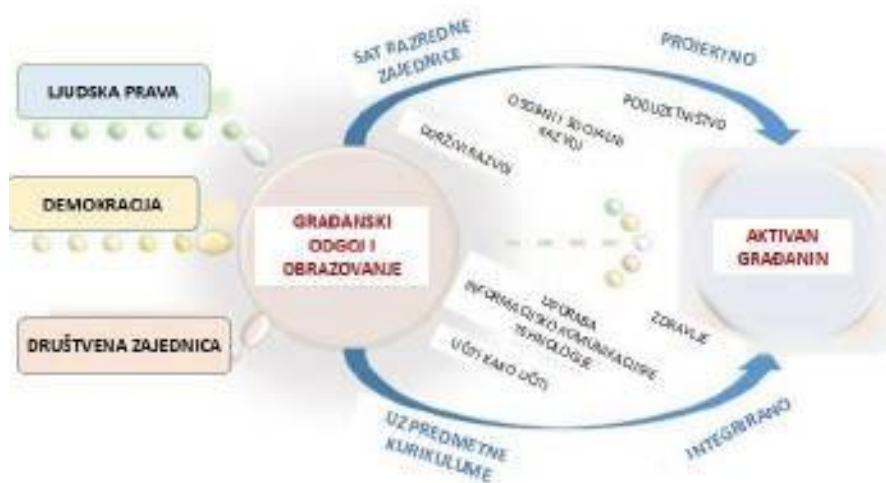 LJUDSKA PRAVA
DEMOKRACIJA
DRUŠTVENA ZAJEDNICA
GRAĐANSKI
ODGOJ I
OBRAZOVANJE
SAT RAZREDNE
ZAJEDNICE
PROJEKTNO
ODRŽIVI RAZVOJ
OSOBNI I SOCIJALNI
RAZVOJ
PODUZETNIŠTVO
UPORABA
INFORMACIJSKO KOMUNIKACIJSKE
TEHNOLOGIJE
UČITI KAKO UČITI
ZDRAVLJE
UZ PREDMETNE
KURIKULUME
INTEGRIRANO
AKTIVAN
GRAĐANIN